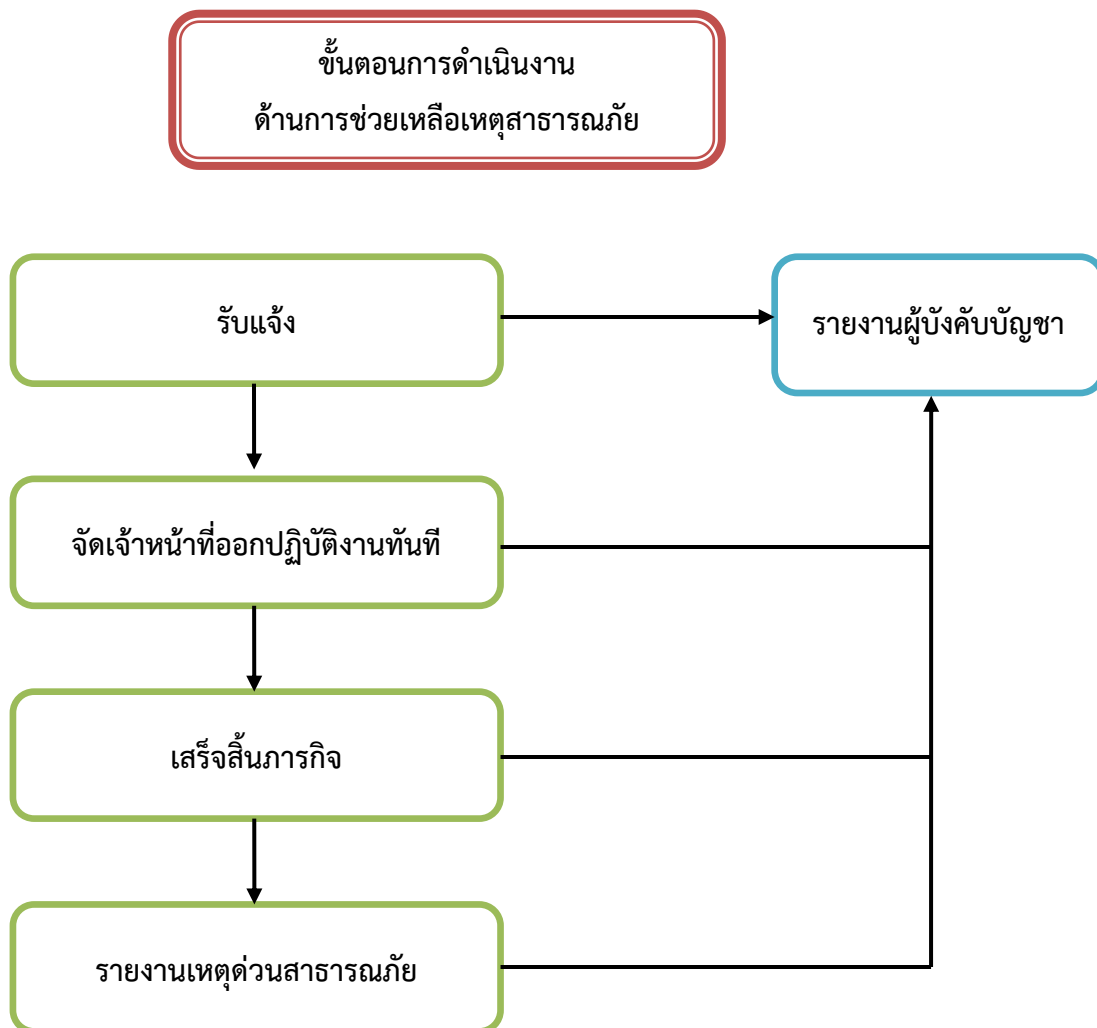 ขั้นตอนการดำเนินงาน
ด้านการช่วยเหลือเหตุสาธารณภัย
รับแจ้ง
รายงานผู้บังคับบัญชา
จัดเจ้าหน้าที่ออกปฏิบัติงานทันที
เสร็จสิ้นภารกิจ
รายงานเหตุด่วนสาธารณภัย